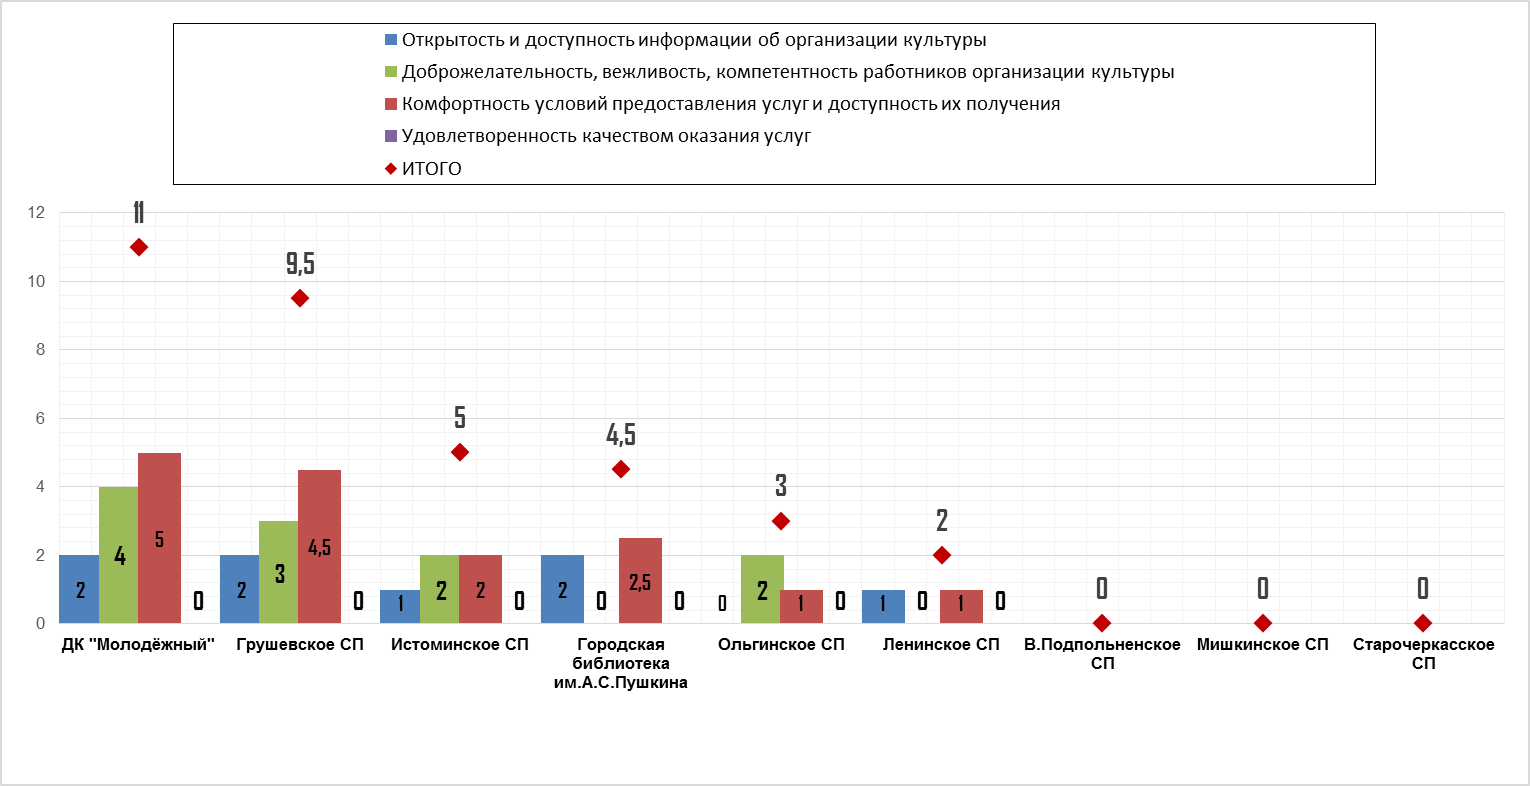 Открытость и доступность информации об организации культуры
Доброжелательность, вежливость, компетентность работников организации культуры
Комфортность условий предоставления услуг и доступность их получения
Удовлетворенность качеством оказания услуг
ИТОГО
12
10
8
6
4
2
0
11
9,5
5
4,5
3
2
0
0
0
2
4
5
0
2
3
4,5
0
1
2
2
0
2
0
2,5
0
0
2
1
0
1
0
1
0
ДК "Молодёжный"
Грушевское СП
Истоминское СП
Городская
библиотека
им.А.С.Пушкина
Ольгинское СП
Ленинское СП
В.Подпольненское
СП
Мишкинское СП
Старочеркасское
СП